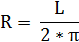 R = L / 2 * π